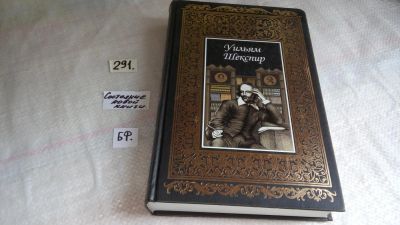 291.
Состояние
новой
книги
БФ.
Уильям
Шекспир